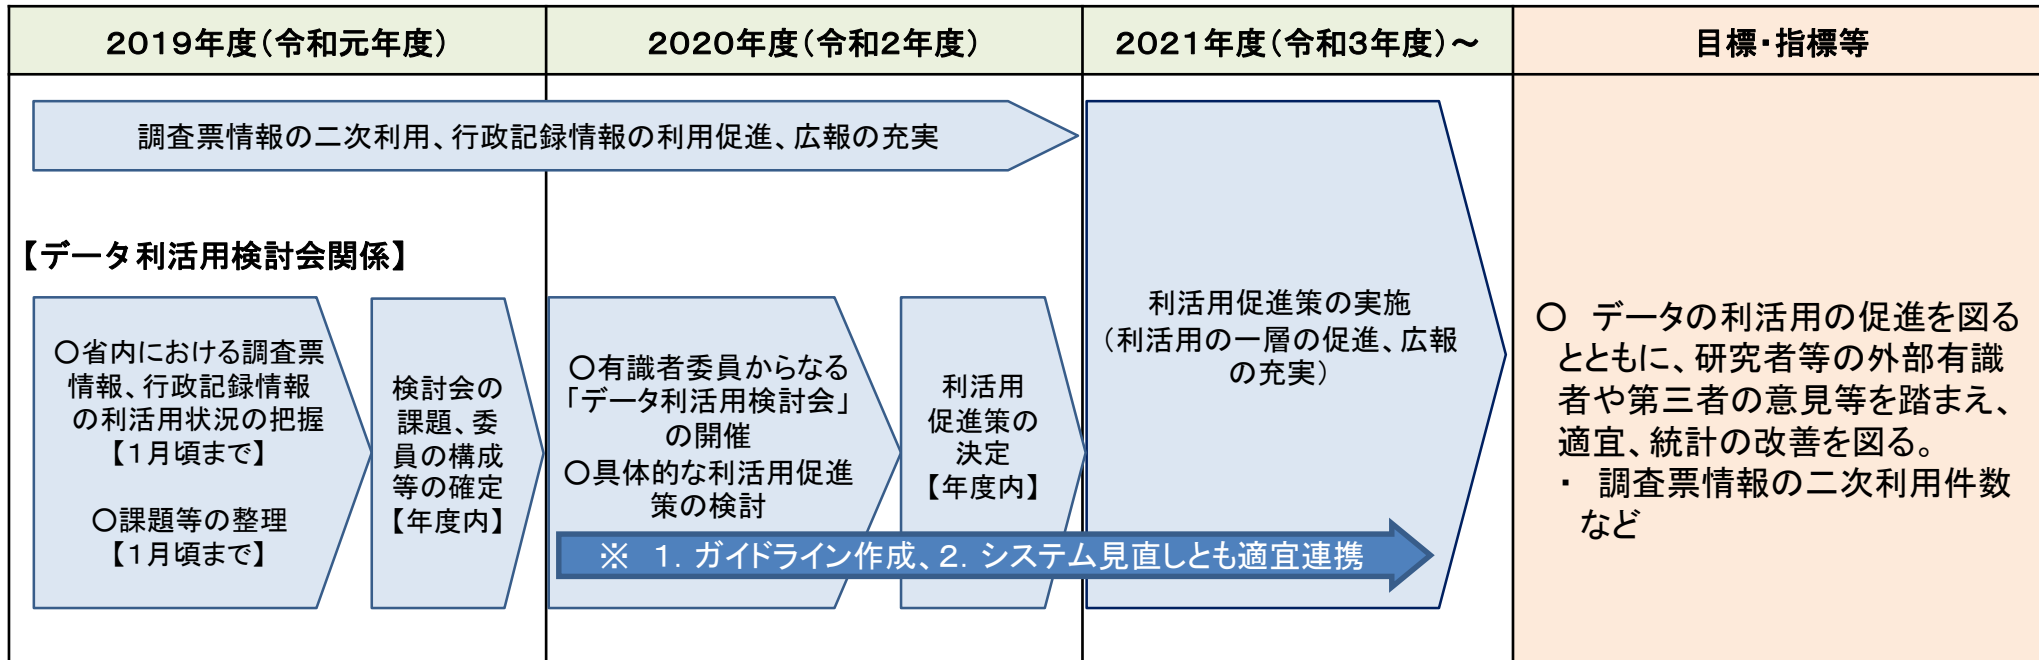 2019年度(令和元年度)
2020年度(令和2年度)
2021年度(令和3年度)～
目標・指標等
調査票情報の二次利用、行政記録情報の利用促進、広報の充実
【データ利活用検討会関係】
○省内における調査票
情報、行政記録情報
の利活用状況の把握
【1月頃まで】
○課題等の整理
【1月頃まで】
検討会の
課題、委
員の構成
等の確定
【年度内】
○有識者委員からなる
「データ利活用検討会」
の開催
○具体的な利活用促進
策の検討
利活用
促進策の
決定
【年度内】
利活用促進策の実施
(利活用の一層の促進、広報
の充実)
※ 1．ガイドライン作成、2．システム見直しとも適宜連携
○ データの利活用の促進を図る
とともに、研究者等の外部有識
者や第三者の意見等を踏まえ、
適宜、統計の改善を図る。
・ 調査票情報の二次利用件数
など